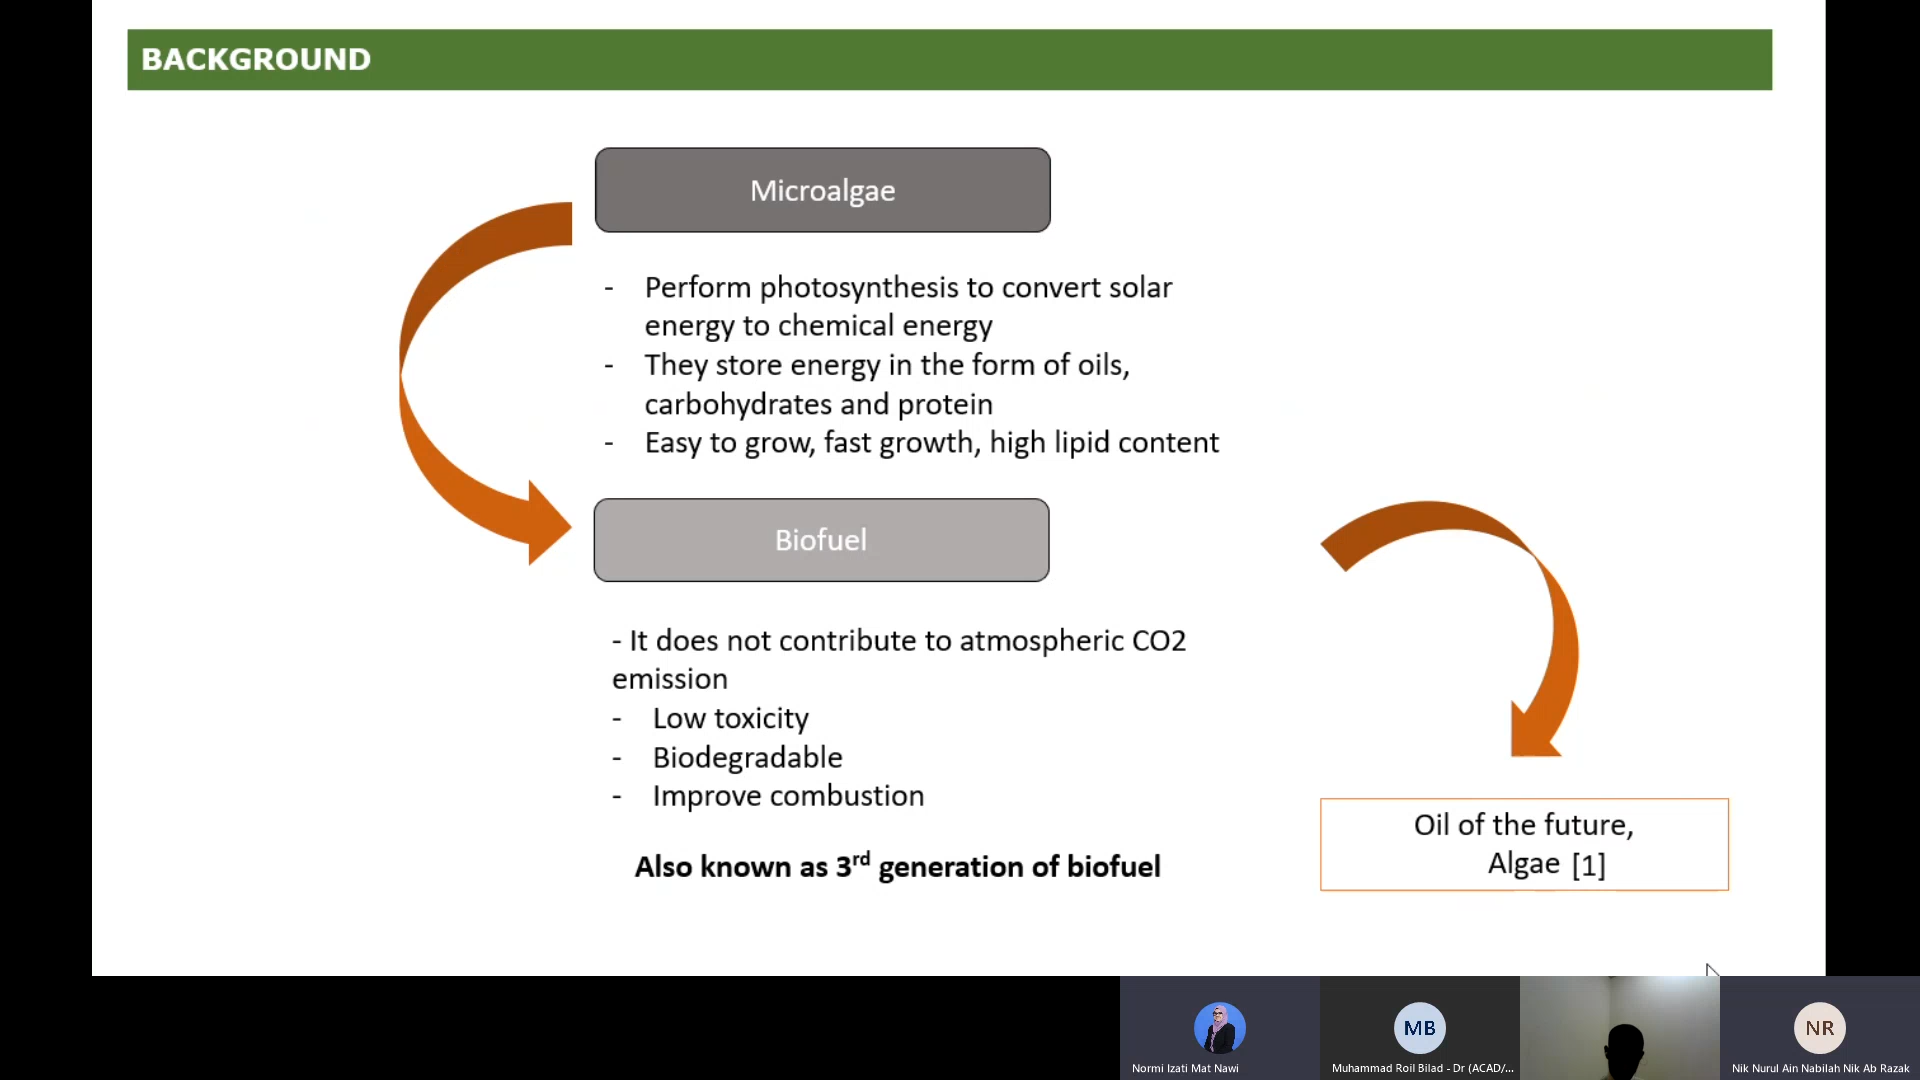 BACKGROUND
Microalgae
- Perform photosynthesis to convert solar
energy to chemical energy
- They store energy in the form of oils,
carbohydrates and protein
- Easy to grow, fast growth, high lipid content
Biofuel
- It does not contribute to atmospheric CO2
emission
- Low toxicity
- Biodegradable
- Improve combustion
Also known as 3rd generation of biofuel
Oil of the future,
Algae [1]
MB
NR
Normi Izati Mat Nawi
Muhammad Roil Bilad - Dr (ACAD/...
Nik Nurul Ain Nabilah Nik Ab Razak